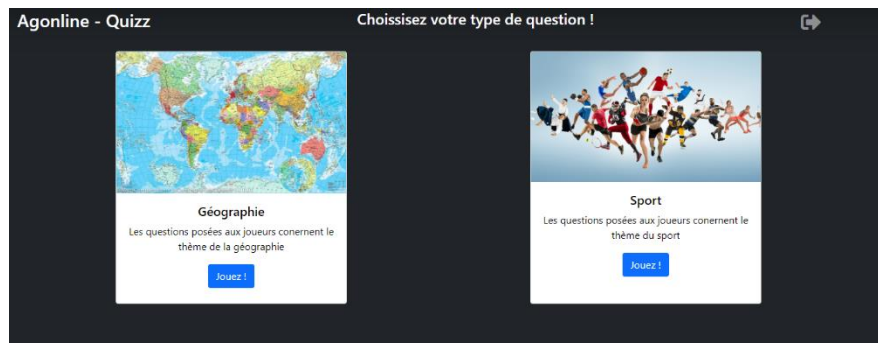 Agonline - Quizz
Choissisez votre type de question !
Géographie
Les questions posées aux joueurs conernent le
thème de la géographie
Jouez !
Sport
Les questions posées aux joueurs conernent le
thème du sport
Jouez !